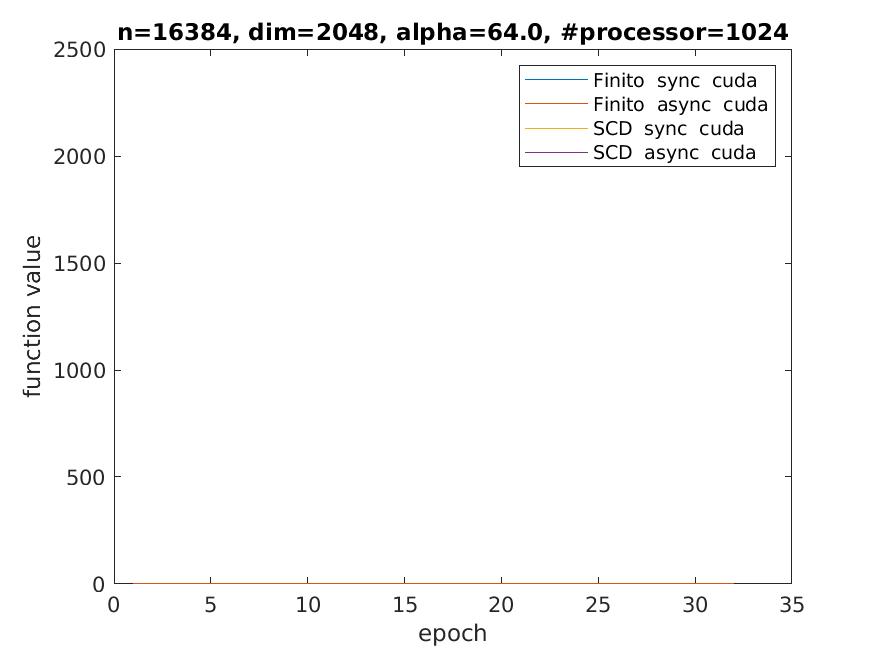 n=16384, dim=2048, alpha=64.0, #processor=1024
2500
2000
1500
1000
500
0
function value
Finito sync cuda
Finito async cuda
SCD sync cuda
SCD async cuda
0 5 10 15 20 25 30 35
epoch